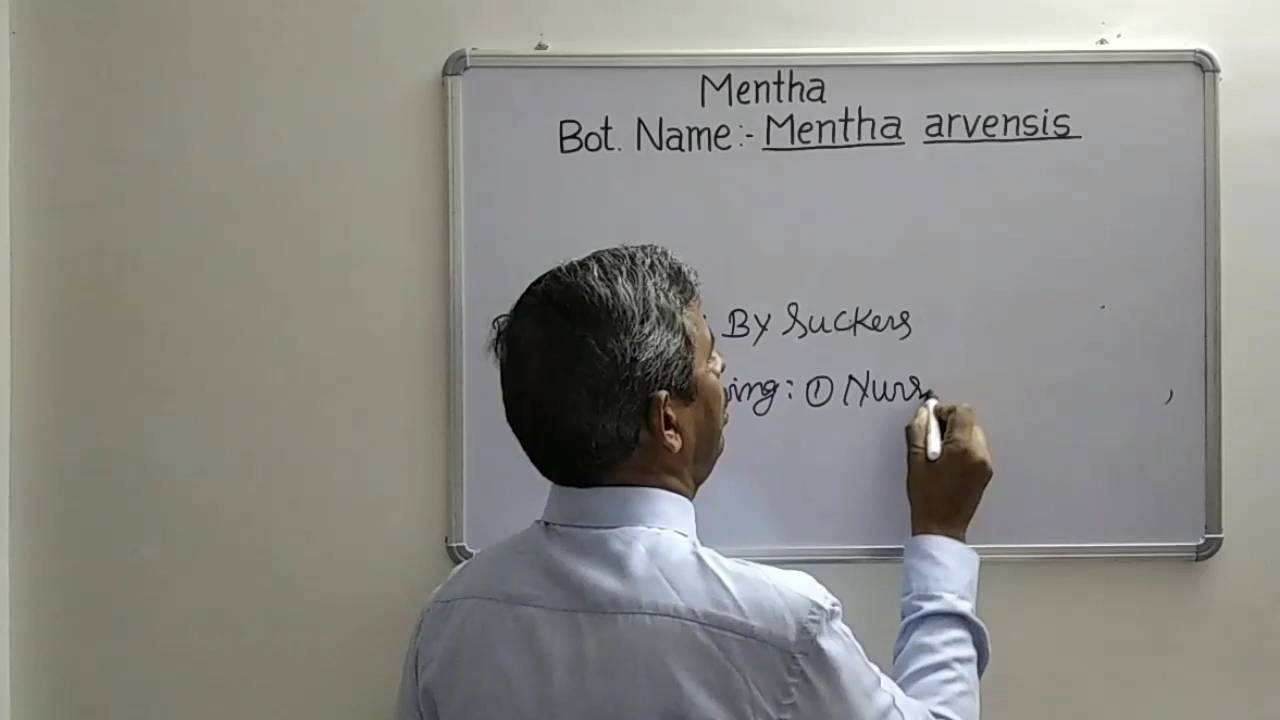 Mentha
Bot. Name:- Mentha arvensis
By Suckers
ing: ① Nurs